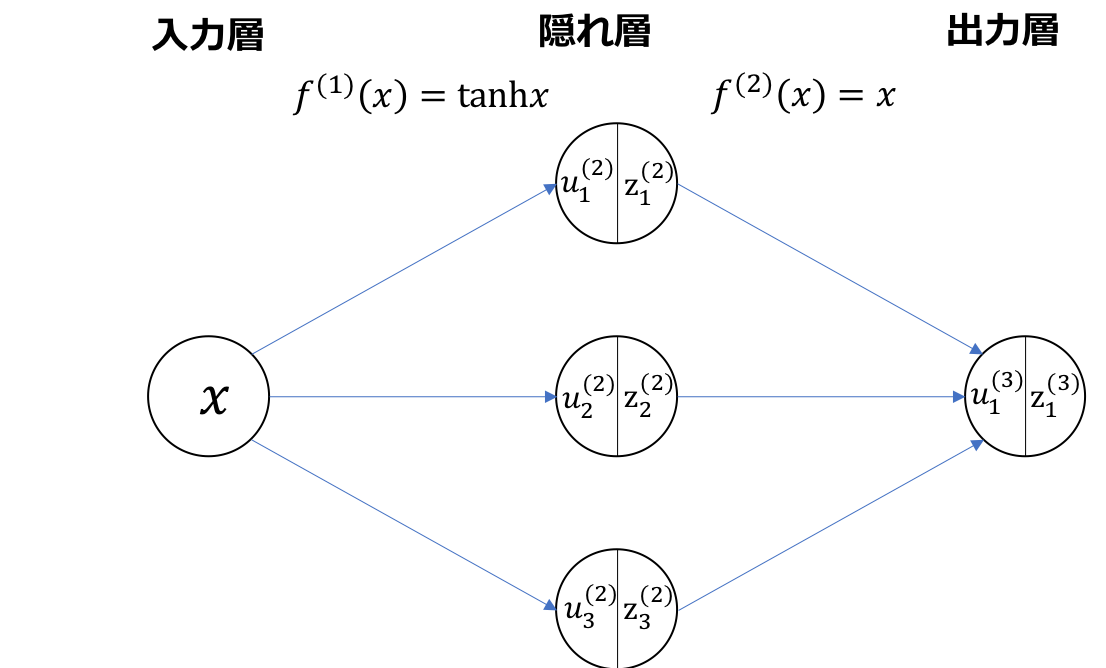 入力層 隠れ層 出力層
f^{(1)}(x) = tanhx f^{(2)}(x) = x
u_1^{(2)} z_1^{(2)}
x u_2^{(2)} z_2^{(2)} u_1^{(3)} z_1^{(3)}
u_3^{(2)} z_3^{(2)}